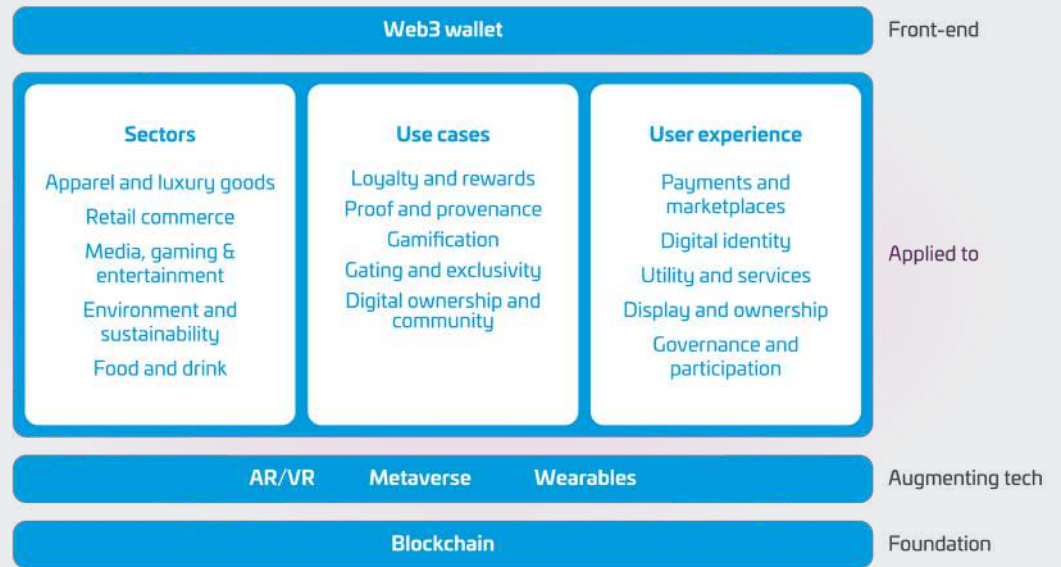 Web3 wallet
Front-end
Sectors
Apparel and luxury goods
Retail commerce
Media, gaming &
entertainment
Environment and
sustainability
Food and drink
Use cases
Loyalty and rewards
Proof and provenance
Gamification
Gating and exclusivity
Digital ownership and
community
User experience
Payments and
marketplaces
Digital identity
Utility and services
Display and ownership
Governance and
participation
Applied to
AR/VR Metaverse Wearables
Augmenting tech
Blockchain
Foundation